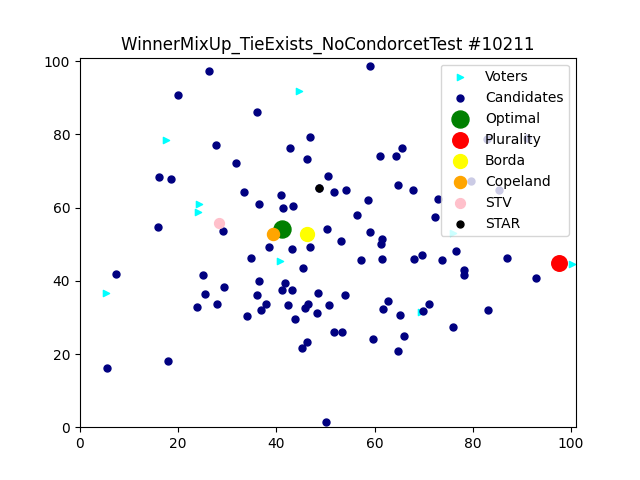 WinnerMixUp_TieExists_NoCondorcetTest #10211
Voters
Candidates
Optimal
Plurality
Borda
Copeland
STV
STAR
100
80
60
40
20
0
0
20
40
60
80
100